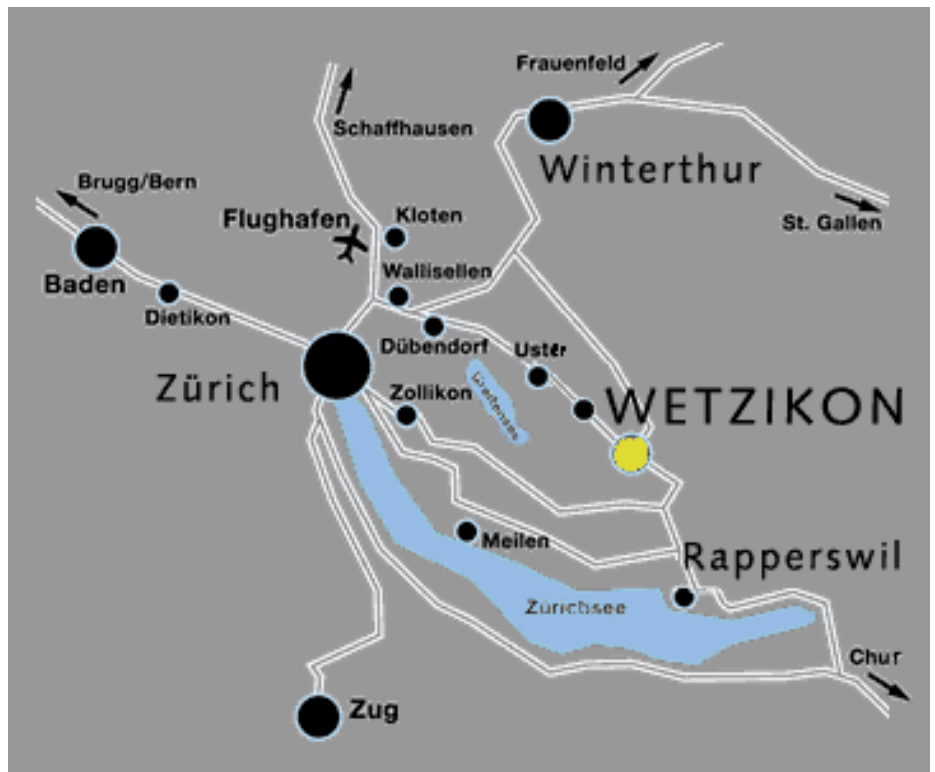 Frauenfeld
Schaffhausen
Winterthur
Brugg/Bern
Flughafen
Kloten
St. Gallen
Wallisellen
Baden
Dietikon
Dübendorf
Uster
Zürich
Zollikon
Greifensee
WETZIKON
Meilen
Rapperswil
Zürichsee
Chur
Zug